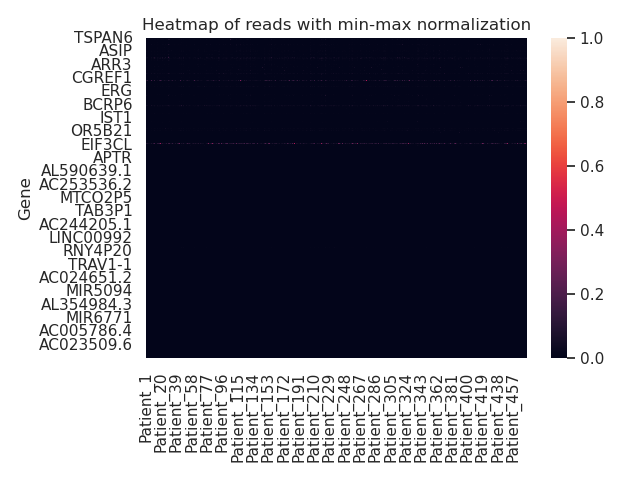 Heatmap of reads with min-max normalization
Gene
TSPAN6
ASIP
ARR3
CGREF1
ERG
BCRP6
IST1
OR5B21
EIF3CL
APTR
AL590639.1
AC253536.2
MTCO2P5
TAB3P1
AC244205.1
LINC00992
RNY4P20
TRAV1-1
AC024651.2
MIR5094
AL354984.3
MIR6771
AC005786.4
AC023509.6
Patient_1
Patient_20
Patient_39
Patient_58
Patient_77
Patient_96
Patient_115
Patient_134
Patient_153
Patient_172
Patient_191
Patient_210
Patient_229
Patient_248
Patient_267
Patient_286
Patient_305
Patient_324
Patient_343
Patient_362
Patient_381
Patient_400
Patient_419
Patient_438
Patient_457
1.0
0.8
0.6
0.4
0.2
0.0